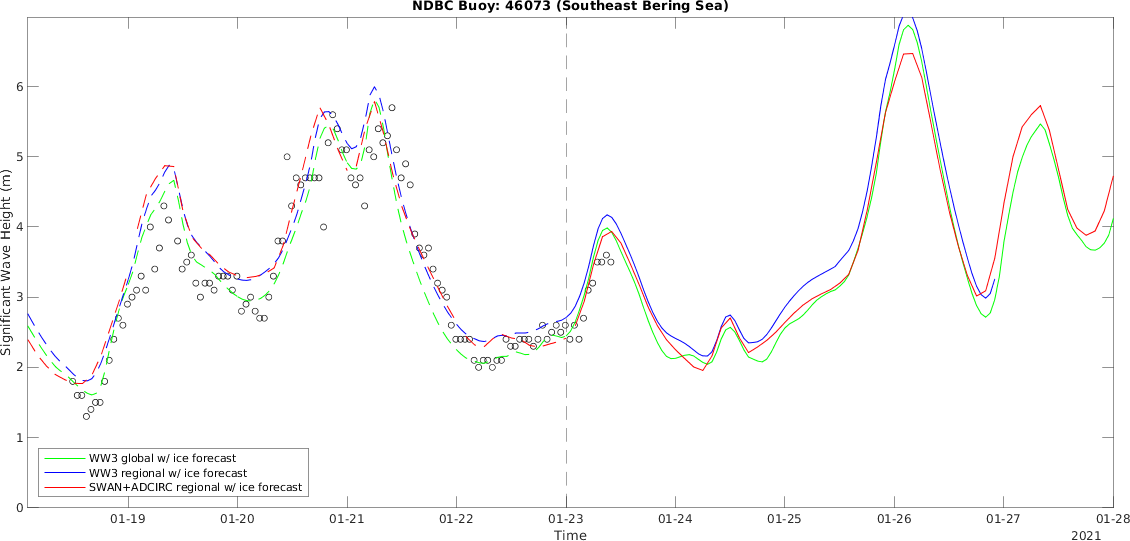 NDBC Buoy: 46073 (Southeast Bering Sea)
Significant Wave Height (m)
6
5
4
3
2
1
0
WW3 global w/ ice forecast
WW3 regional w/ ice forecast
SWAN+ADCIRC regional w/ ice forecast
01-19 01-20 01-21 01-22 01-23 01-24 01-25 01-26 01-27 01-28
Time
2021